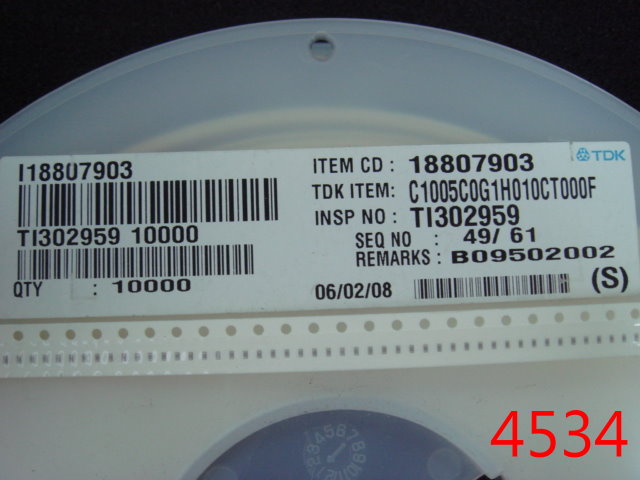 I18807903
TI302959 10000
QTY : 10000
TDK
ITEM CD : 18807903
TDK ITEM: C1005C0G1H010CT000F
INSP NO : TI302959
SEQ NO : 49/ 61
REMARKS : B09502002
06/02/08
(S)
4534